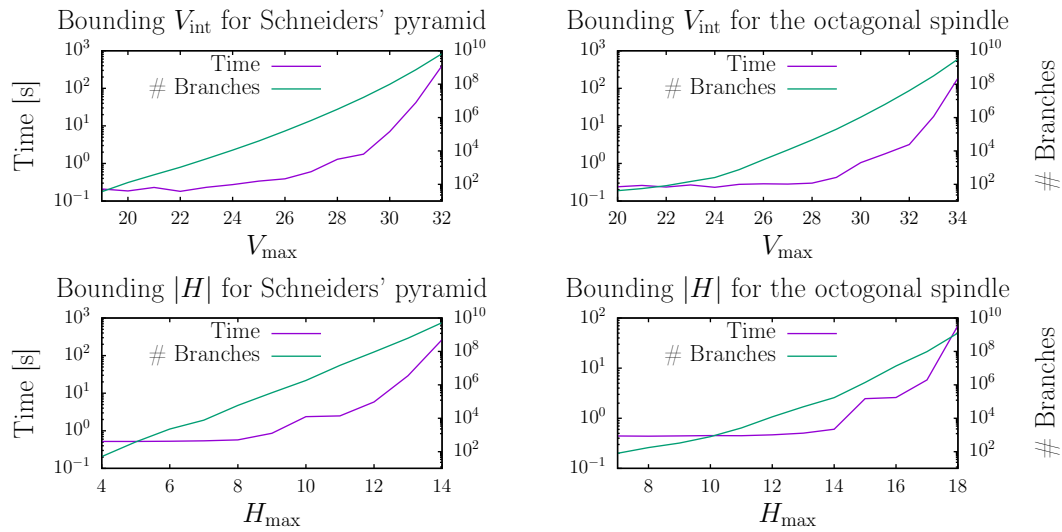 Bounding V_int for Schneiders' pyramid
Time [s]
10^3
10^2
10^1
10^0
10^-1
Time
# Branches
10^10
10^8
10^6
10^4
10^2
20 22 24 26 28 30 32
V_max
Bounding V_int for the octagonal spindle
10^3
10^2
10^1
10^0
10^-1
Time
# Branches
10^10
10^8
10^6
10^4
10^2
# Branches
20 22 24 26 28 30 32 34
V_max
Bounding |H| for Schneiders' pyramid
Time [s]
10^3
10^2
10^1
10^0
10^-1
Time
# Branches
10^10
10^8
10^6
10^4
10^2
4 6 8 10 12 14
H_max
Bounding |H| for the octogonal spindle
10^2
10^1
10^0
10^-1
Time
# Branches
10^10
10^8
10^6
10^4
10^2
# Branches
8 10 12 14 16 18
H_max